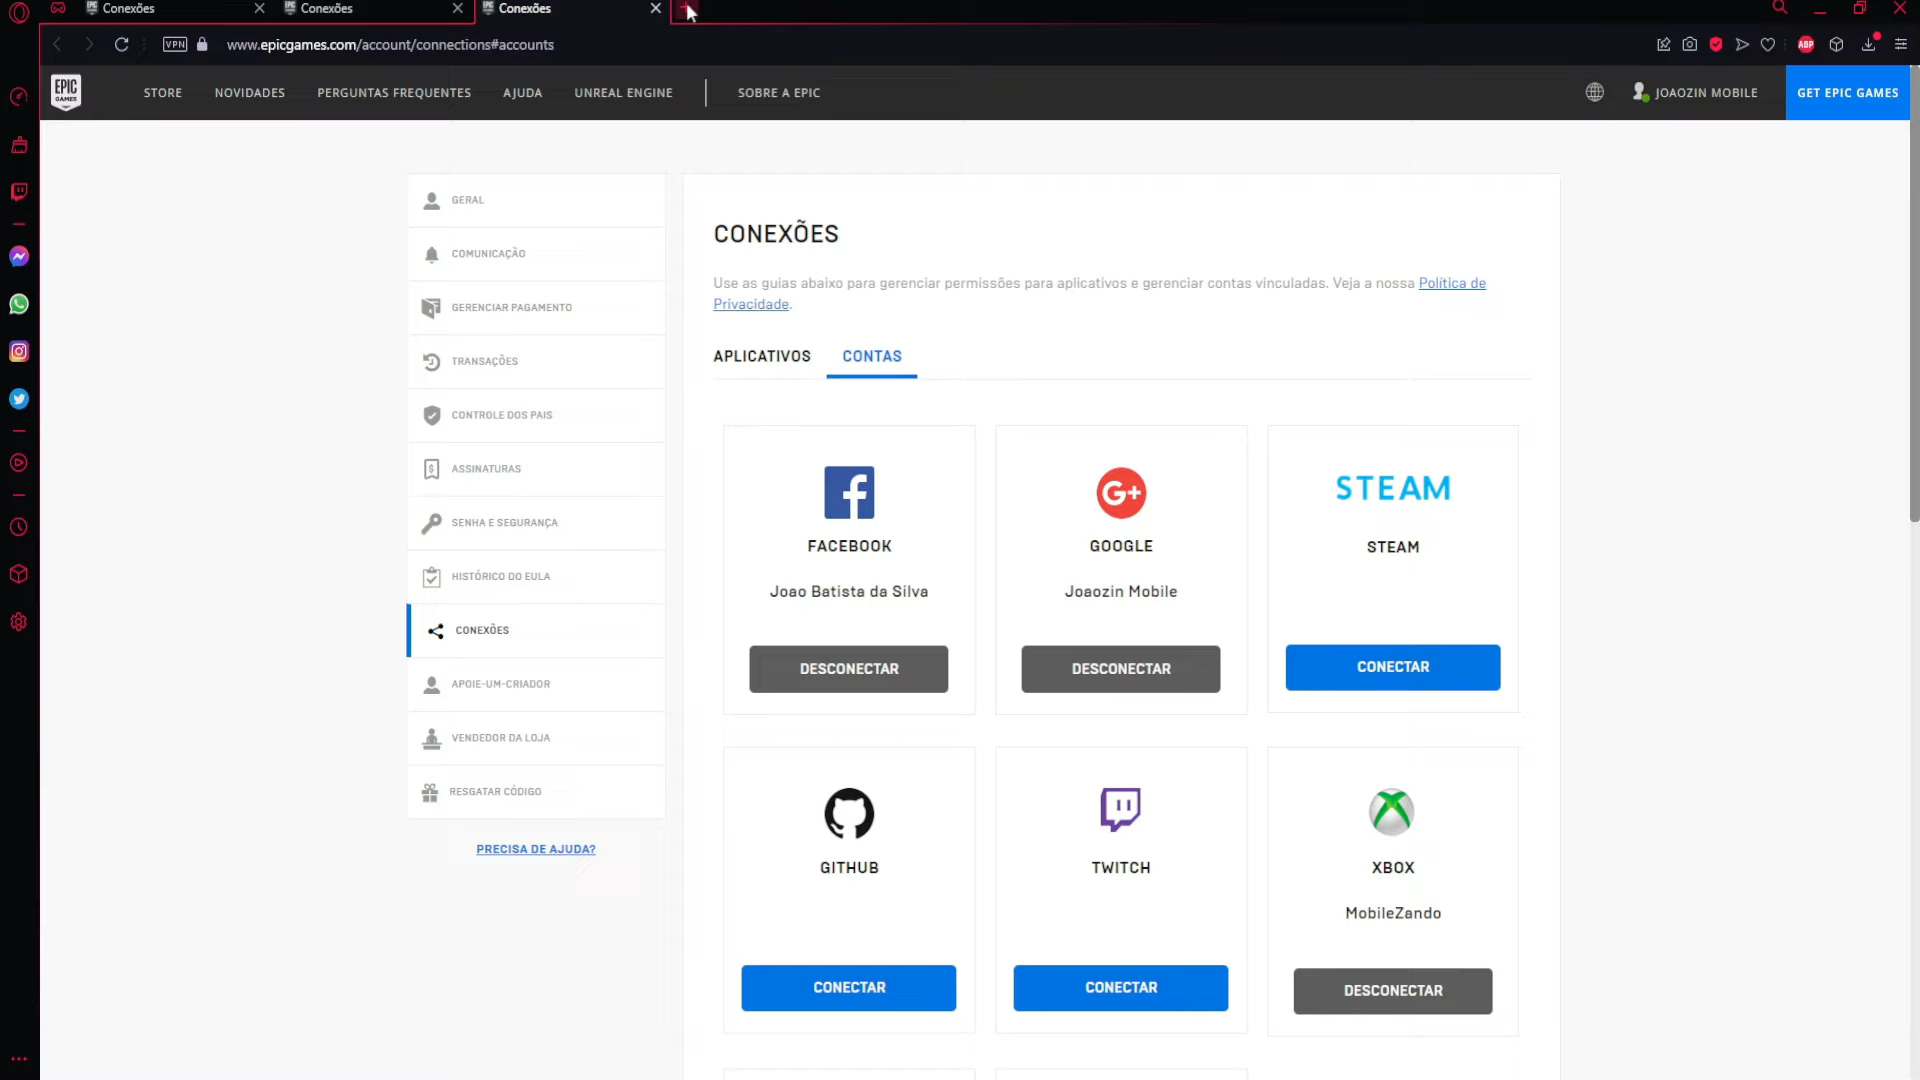 Conexões
Conexões
Conexões
VPN
www.epicgames.com/account/connections#accounts
ABP
EPIC
GAMES
STORE
NOVIDADES
PERGUNTAS FREQUENTES
AJUDA
UNREAL ENGINE
SOBRE A EPIC
JOAOZIN MOBILE
GET EPIC GAMES
GERAL
COMUNICAÇÃO
GERENCIAR PAGAMENTO
TRANSAÇÕES
CONTROLE DOS PAIS
ASSINATURAS
SENHA E SEGURANÇA
HISTÓRICO DO EULA
CONEXÕES
APOIE-UM-CRIADOR
VENDEDOR DA LOJA
RESGATAR CÓDIGO
PRECISA DE AJUDA?
CONEXÕES
Use as guias abaixo para gerenciar permissões para aplicativos e gerenciar contas vinculadas. Veja a nossa Política de
Privacidade.
APLICATIVOS
CONTAS
FACEBOOK
Joao Batista da Silva
DESCONECTAR
G+
GOOGLE
Joaozin Mobile
DESCONECTAR
STEAM
STEAM
CONECTAR
GITHUB
CONECTAR
TWITCH
CONECTAR
XBOX
MobileZando
DESCONECTAR